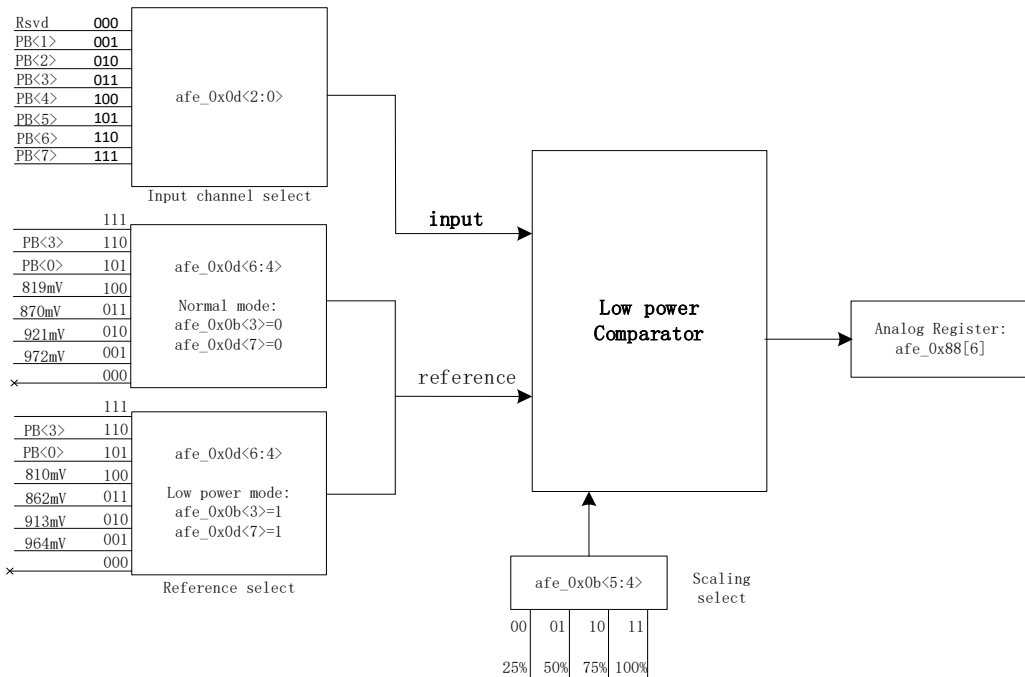 Rsvd 000
PB<1> 001
PB<2> 010
PB<3> 011
PB<4> 100
PB<5> 101
PB<6> 110
PB<7> 111
afe_0x0d<2:0>
Input channel select
111
PB<3> 110
PB<0> 101
819mV 100
870mV 011
921mV 010
972mV 001
000
afe_0x0d<6:4>
Normal mode:
afe_0x0b<3>=0
afe_0x0d<7>=0
111
PB<3> 110
PB<0> 101
810mV 100
862mV 011
913mV 010
964mV 001
000
afe_0x0d<6:4>
Low power mode:
afe_0x0b<3>=1
afe_0x0d<7>=1
Reference select
input
reference
Low power
Comparator
Analog Register:
afe_0x88[6]
afe_0x0b<5:4>
Scaling
select
00 01 10 11
25% 50% 75% 100%